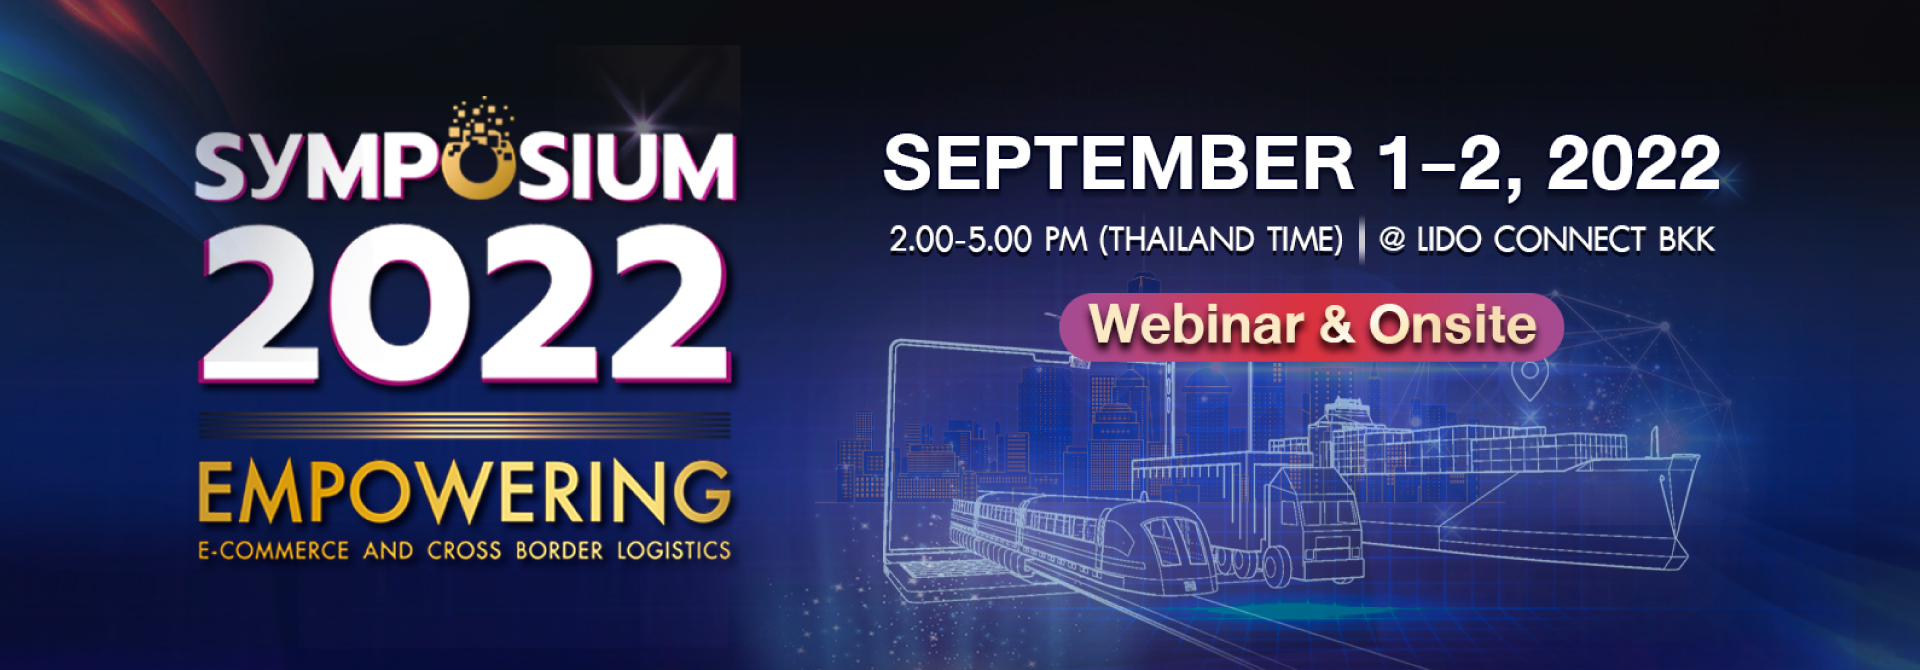 SYMPOSIUM
2022
EMPOWERING
E-COMMERCE AND CROSS BORDER LOGISTICS
SEPTEMBER 1-2, 2022
2.00-5.00 PM (THAILAND TIME) | @ LIDO CONNECT BKK
Webinar & Onsite